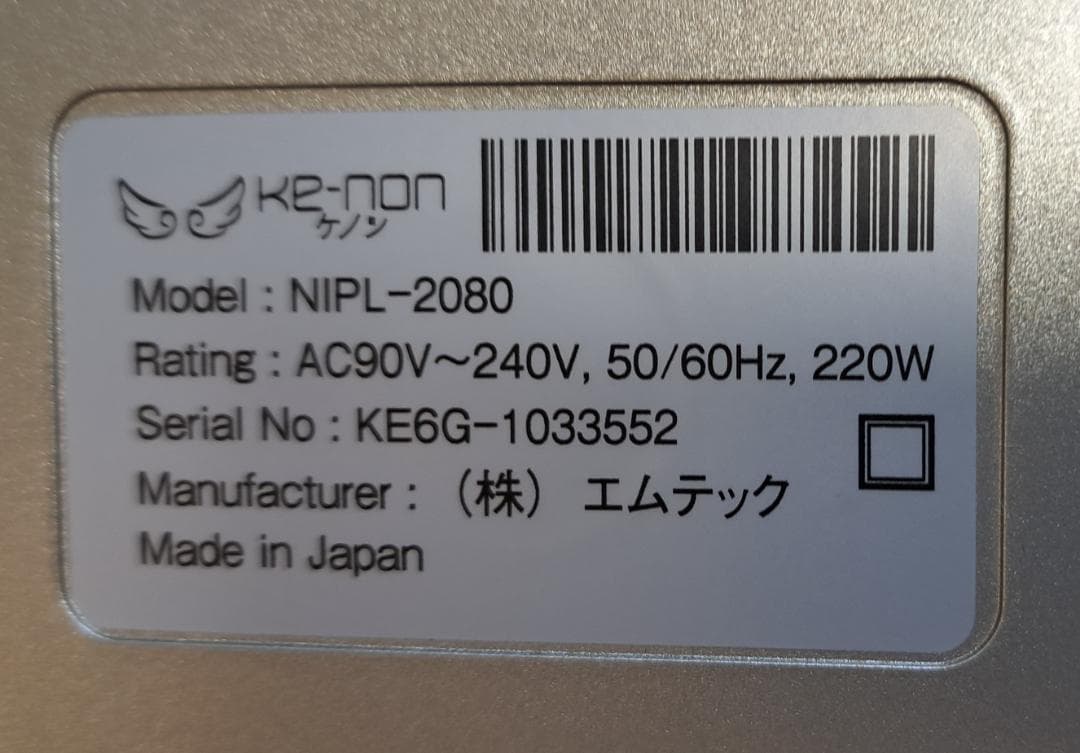 Ke-non
ケノン
Model : NIPL-2080
Rating : AC90V~240V, 50/60Hz, 220W
Serial No : KE6G-1033552
Manufacturer : (株) エムテック
Made in Japan